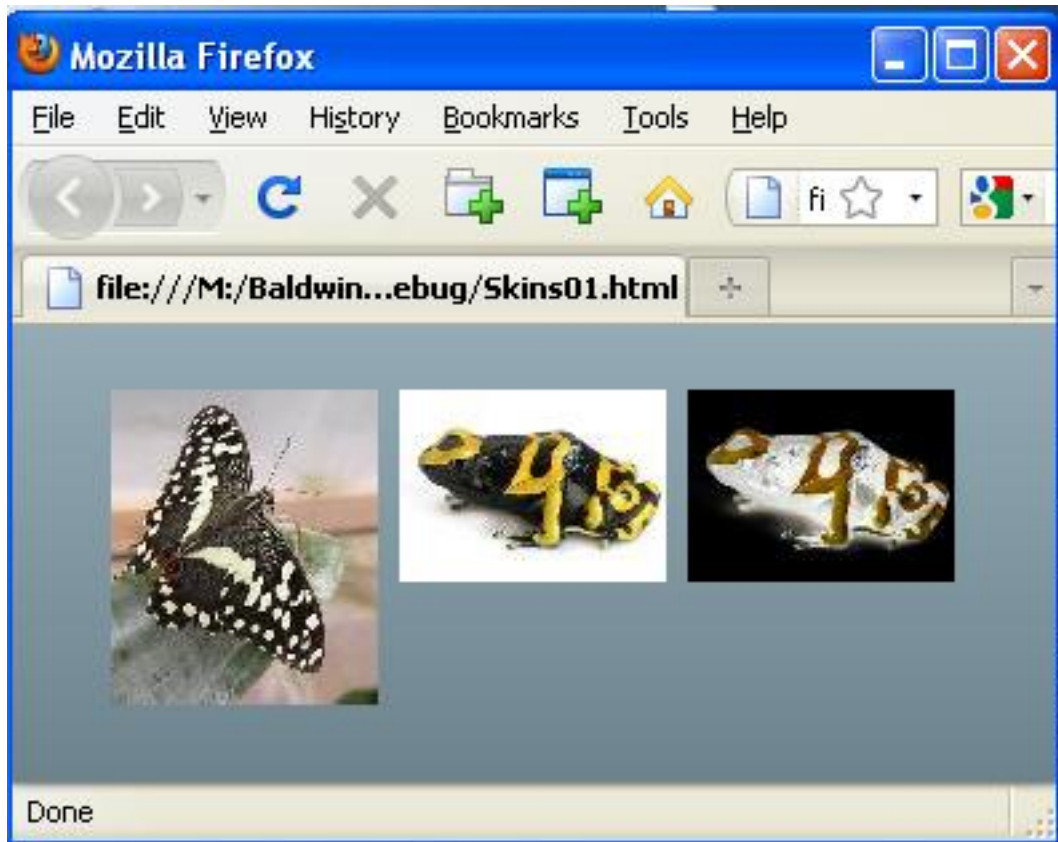 Mozilla Firefox
File Edit View History Bookmarks Tools Help
fi
file:///M:/Baldwin...ebug/Skins01.html
Done